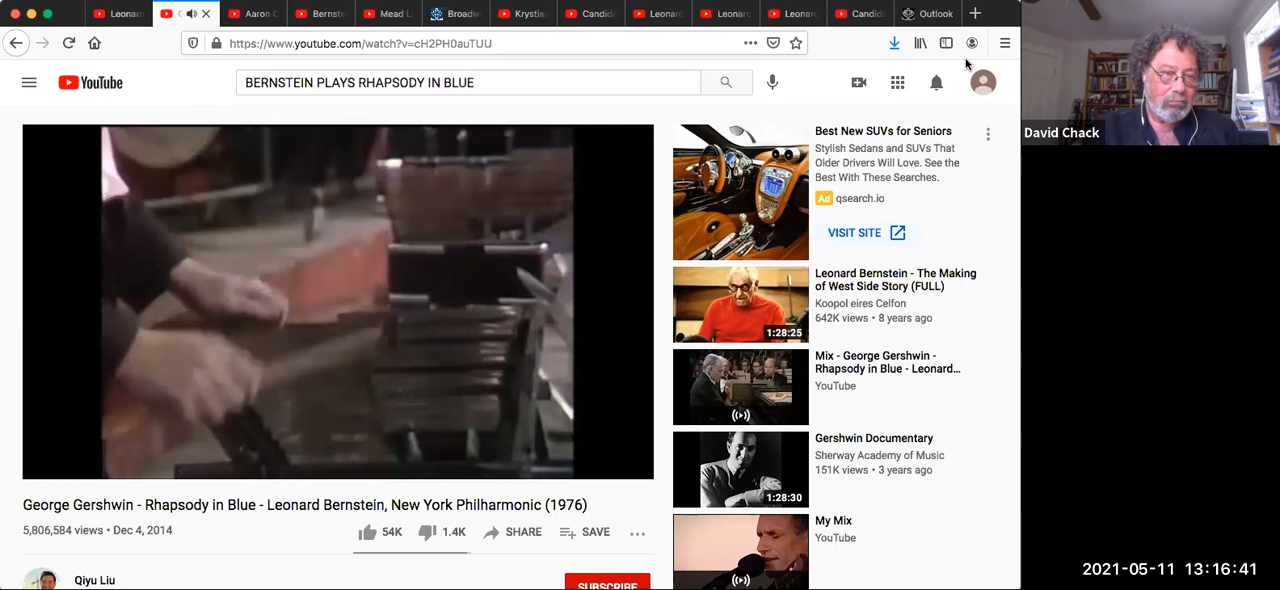 Leonard
Aaron C
Bernste
Mead L
Broadw
Krystia
Candid
Leonar
Leonar
Leonar
Candid
Outlook
https://www.youtube.com/watch?v=cH2PH0auTUU
YouTube
BERNSTEIN PLAYS RHAPSODY IN BLUE
David Chack
Best New SUVs for Seniors
Stylish Sedans and SUVs That
Older Drivers Will Love. See the
Best With These Searches.
Ad qsearch.io
VISIT SITE
Leonard Bernstein - The Making
of West Side Story (FULL)
Koopol eires Celfon
642K views • 8 years ago
1:28:25
Mix - George Gershwin -
Rhapsody in Blue - Leonard...
YouTube
Gershwin Documentary
Sherway Academy of Music
151K views • 3 years ago
1:28:30
My Mix
YouTube
George Gershwin - Rhapsody in Blue - Leonard Bernstein, New York Philharmonic (1976)
5,806,584 views • Dec 4, 2014
54K
1.4K
SHARE
SAVE
Qiyu Liu
SUBSCRIBE
2021-05-11 13:16:41